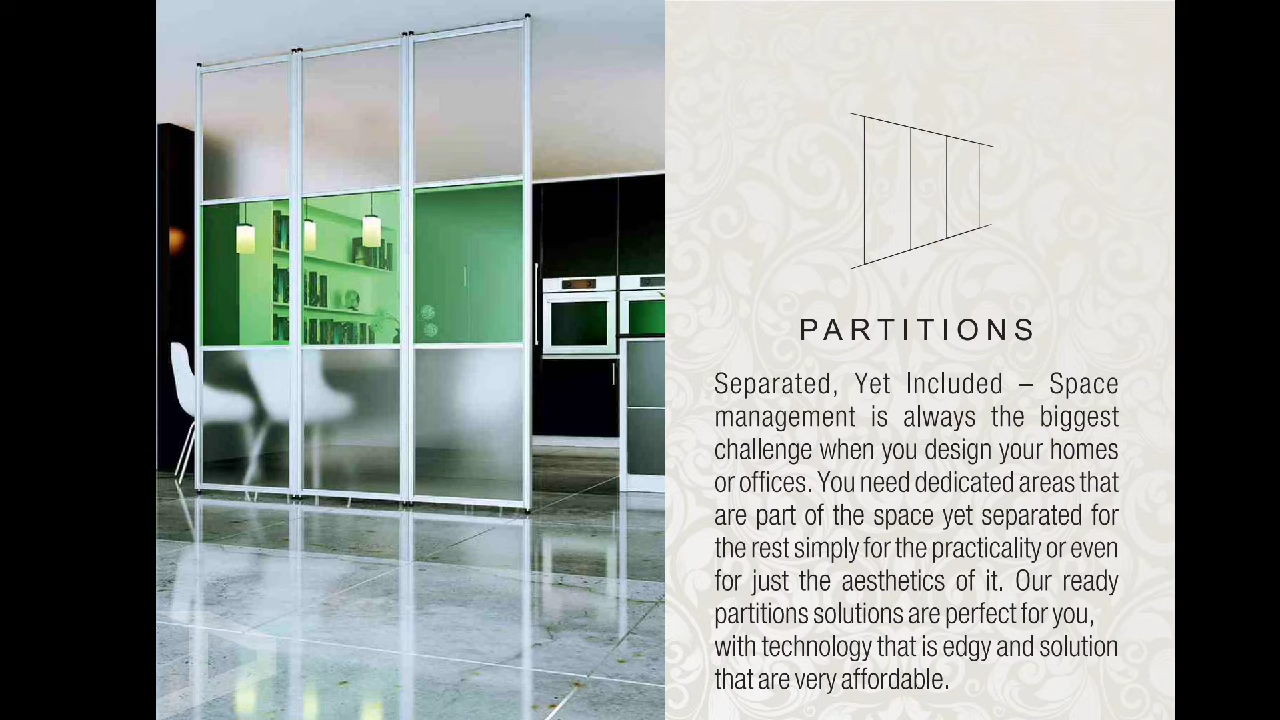 PARTITIONS
Separated, Yet Included – Space
management is always the biggest
challenge when you design your homes
or offices. You need dedicated areas that
are part of the space yet separated for
the rest simply for the practicality or even
for just the aesthetics of it. Our ready
partitions solutions are perfect for you,
with technology that is edgy and solution
that are very affordable.